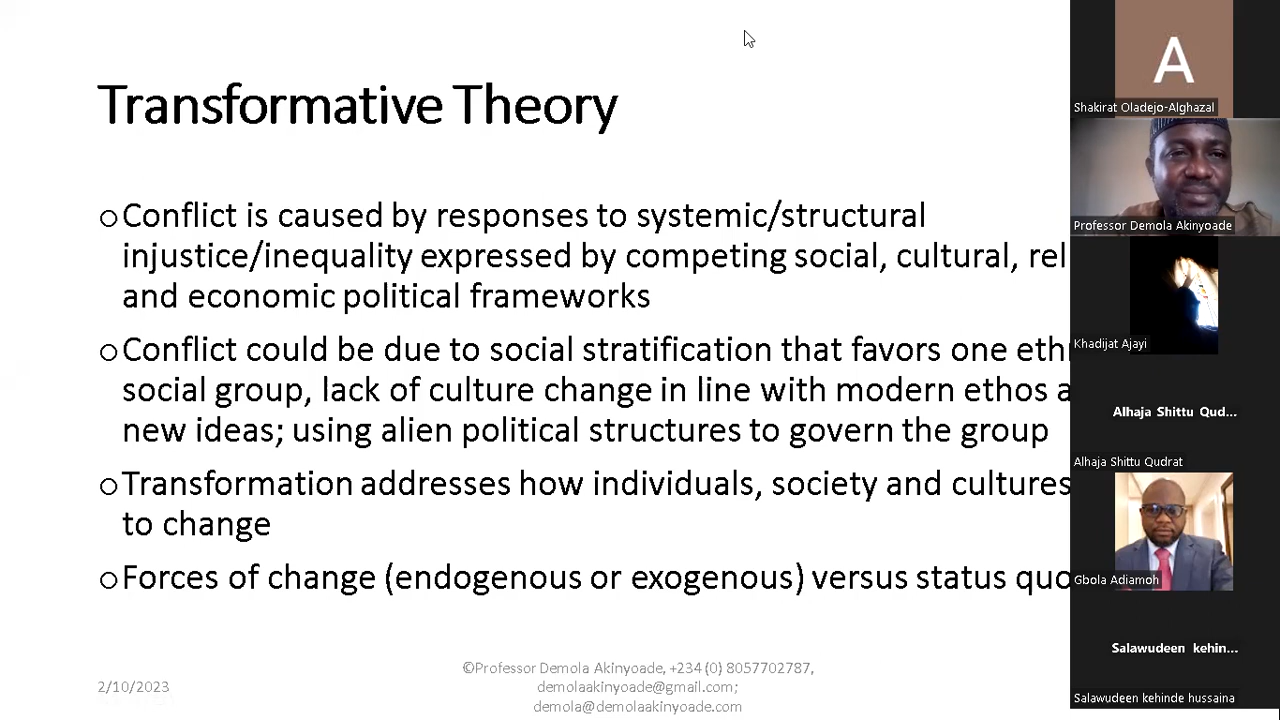 Transformative Theory
○Conflict is caused by responses to systemic/structural
injustice/inequality expressed by competing social, cultural, rel
and economic political frameworks
○Conflict could be due to social stratification that favors one eth
social group, lack of culture change in line with modern ethos a
new ideas; using alien political structures to govern the group
○Transformation addresses how individuals, society and cultures
to change
○Forces of change (endogenous or exogenous) versus status quo
2/10/2023
©Professor Demola Akinyoade, +234 (0) 8057702787,
demolaakinyoade@gmail.com;
demola@demolaakinyoade.com
A
Shakirat Oladejo-Alghazal
Professor Demola Akinyoade
Khadijat Ajayi
Alhaja Shittu Qud...
Alhaja Shittu Qudrat
Gbola Adiamoh
Salawudeen kehin...
Salawudeen kehinde hussaina